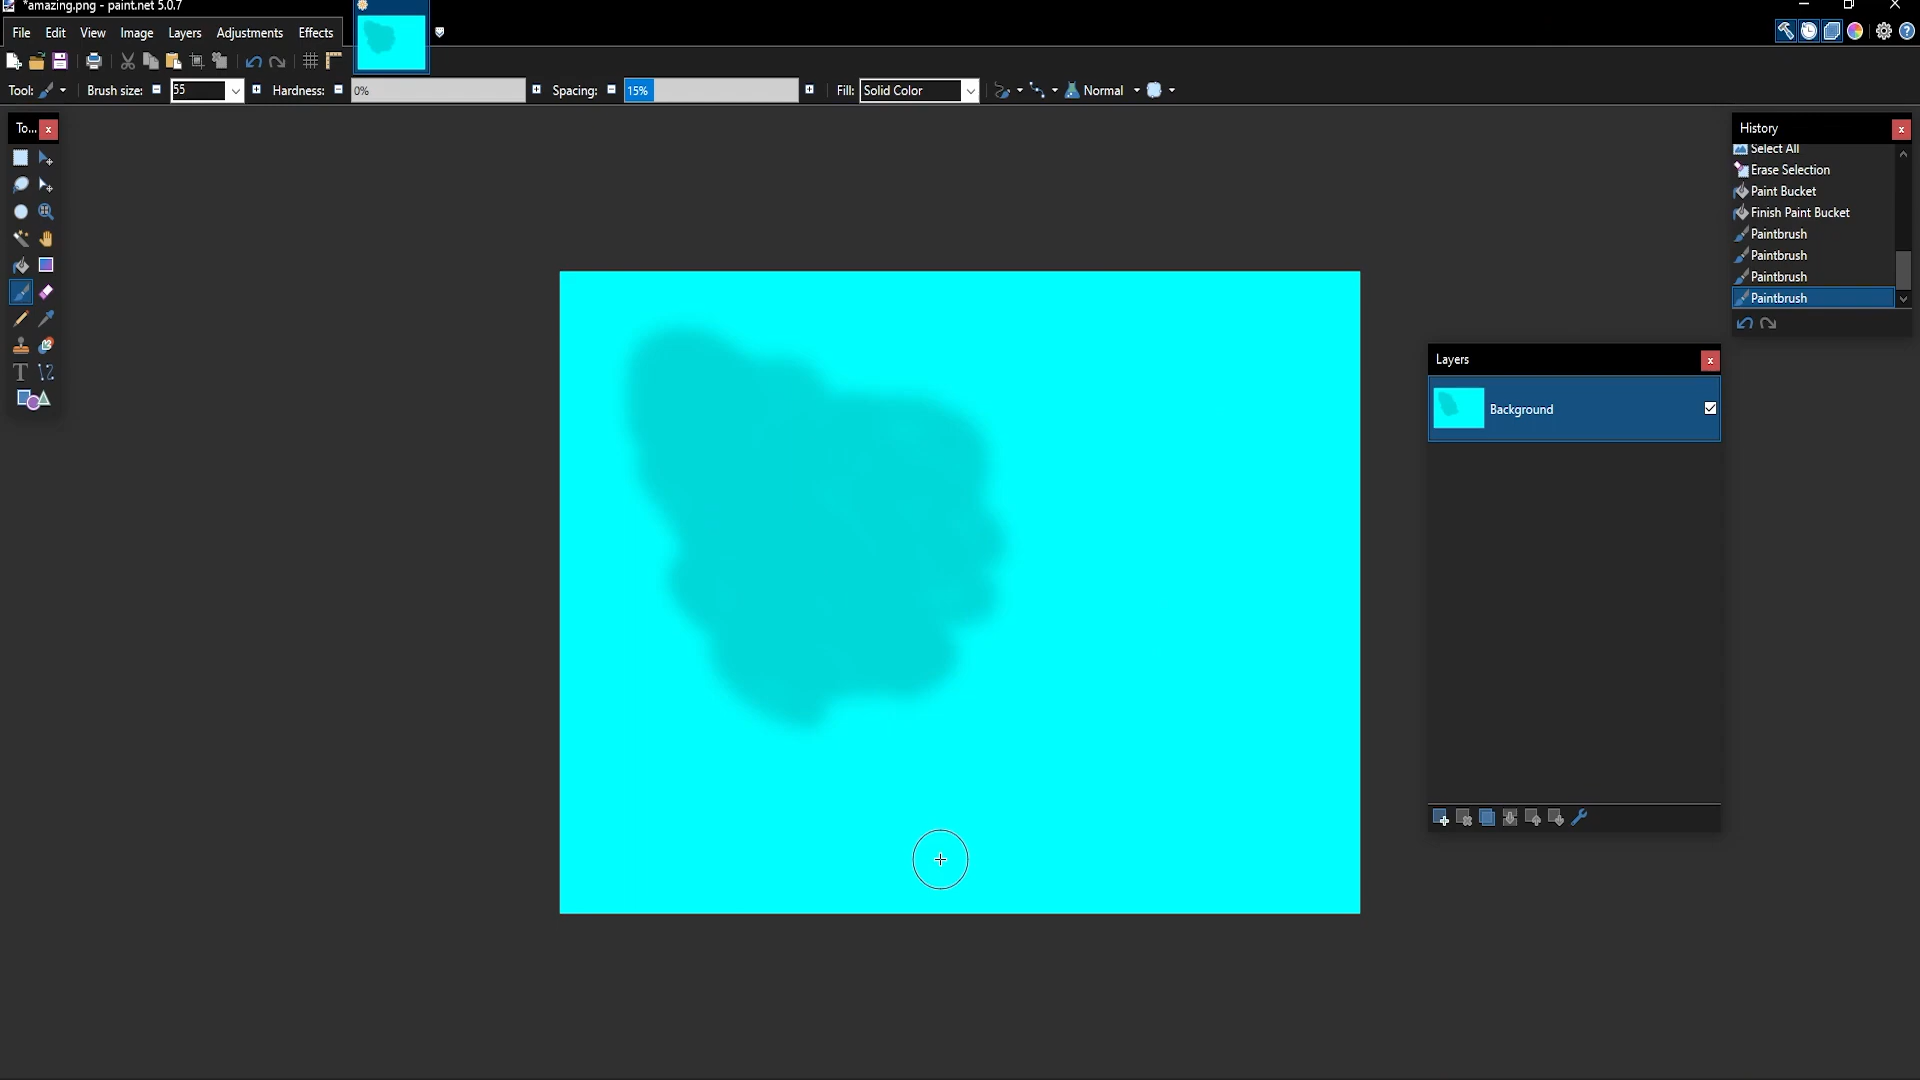 *amazing.png - paint.net 5.0.7
File Edit View Image Layers Adjustments Effects
Tool: Brush size: 55 Hardness: 0% Spacing: 15% Fill: Solid Color Normal
To...
History
Select All
Erase Selection
Paint Bucket
Finish Paint Bucket
Paintbrush
Paintbrush
Paintbrush
Paintbrush
Layers
Background